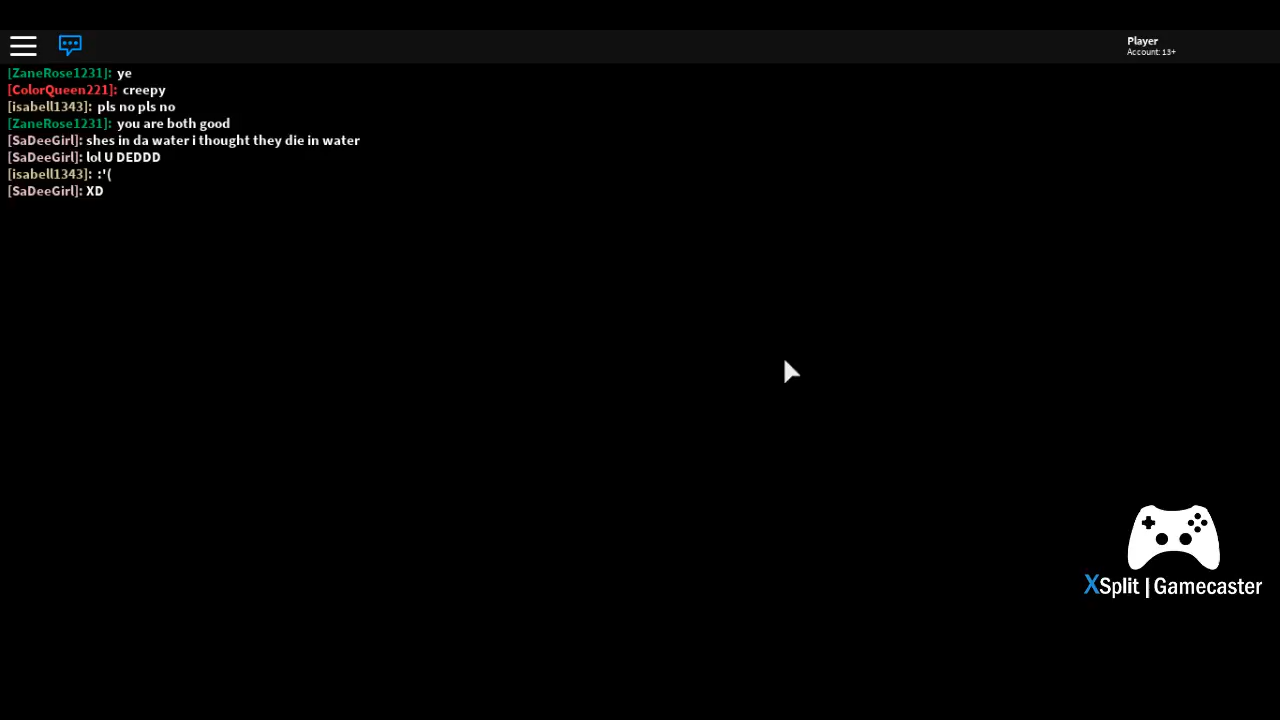 Player
Account: 13+
[ZaneRose1231]: ye
[ColorQueen221]: creepy
[isabell1343]: pls no pls no
[ZaneRose1231]: you are both good
[SaDeeGirl]: shes in da water i thought they die in water
[SaDeeGirl]: lol U DEDDD
[isabell1343]: :'(
[SaDeeGirl]: XD
XSplit | Gamecaster